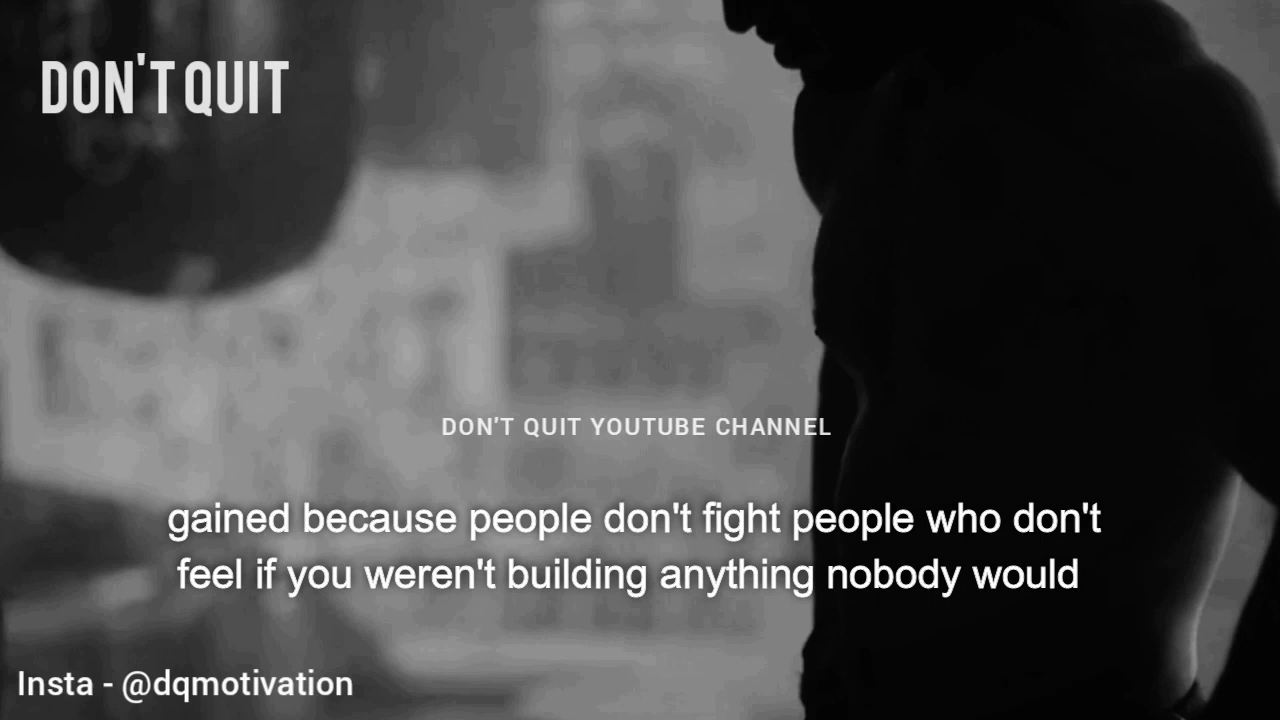 DON'T QUIT
DON'T QUIT YOUTUBE CHANNEL
gained because people don't fight people who don't
feel if you weren't building anything nobody would
Insta - @dqmotivation